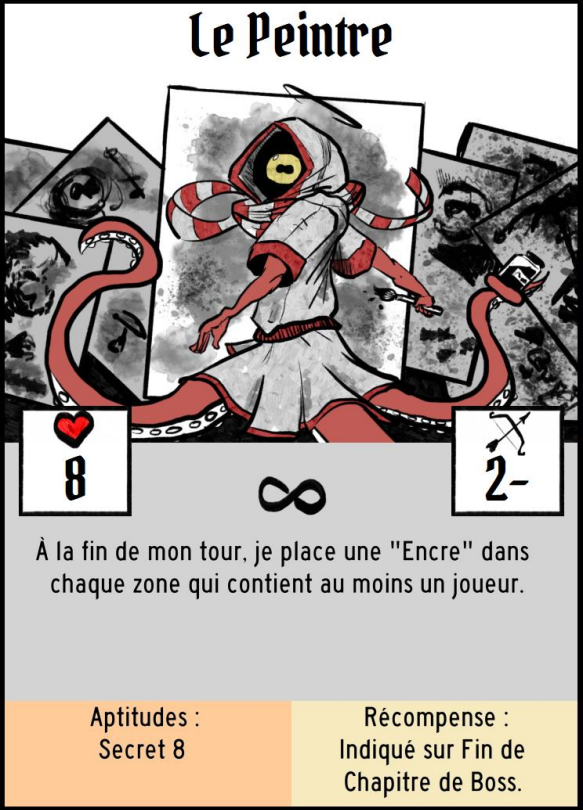 Le Peintre
8
2-
À la fin de mon tour, je place une "Encre" dans
chaque zone qui contient au moins un joueur.
Aptitudes :
Secret 8
Récompense :
Indiqué sur Fin de
Chapitre de Boss.